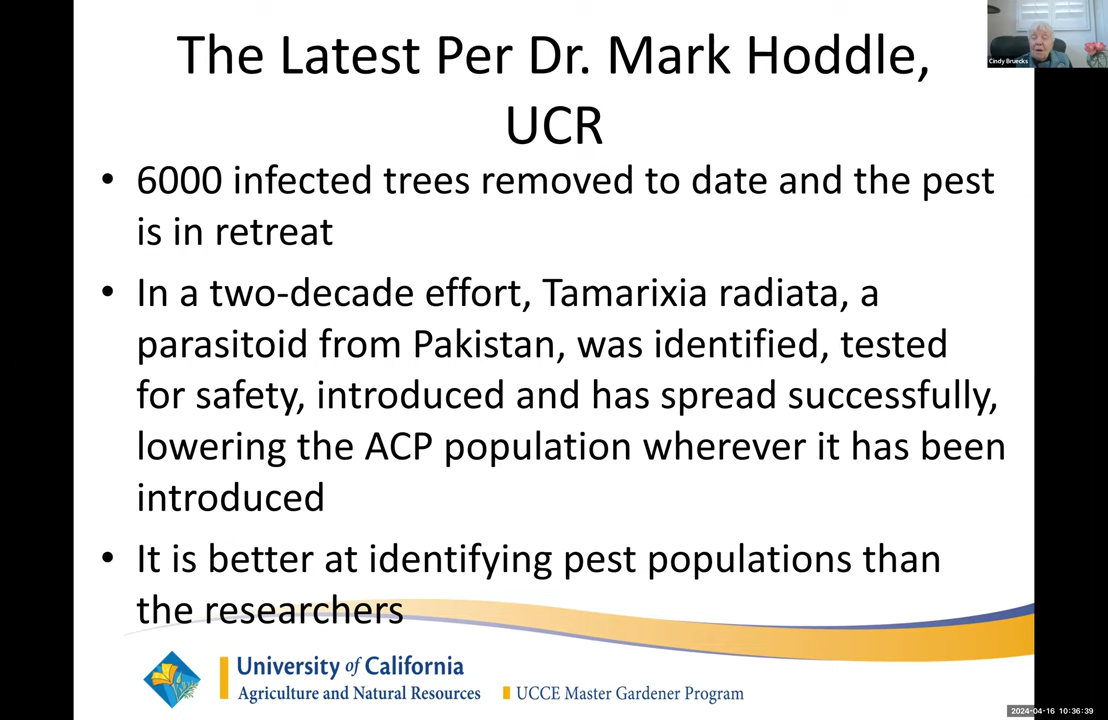 The Latest Per Dr. Mark Hoddle,
UCR
Cindy Bruecks
• 6000 infected trees removed to date and the pest
is in retreat
• In a two-decade effort, Tamarixia radiata, a
parasitoid from Pakistan, was identified, tested
for safety, introduced and has spread successfully,
lowering the ACP population wherever it has been
introduced
• It is better at identifying pest populations than
the researchers
University of California
Agriculture and Natural Resources
UCCE Master Gardener Program
2024-04-16 10:36:39